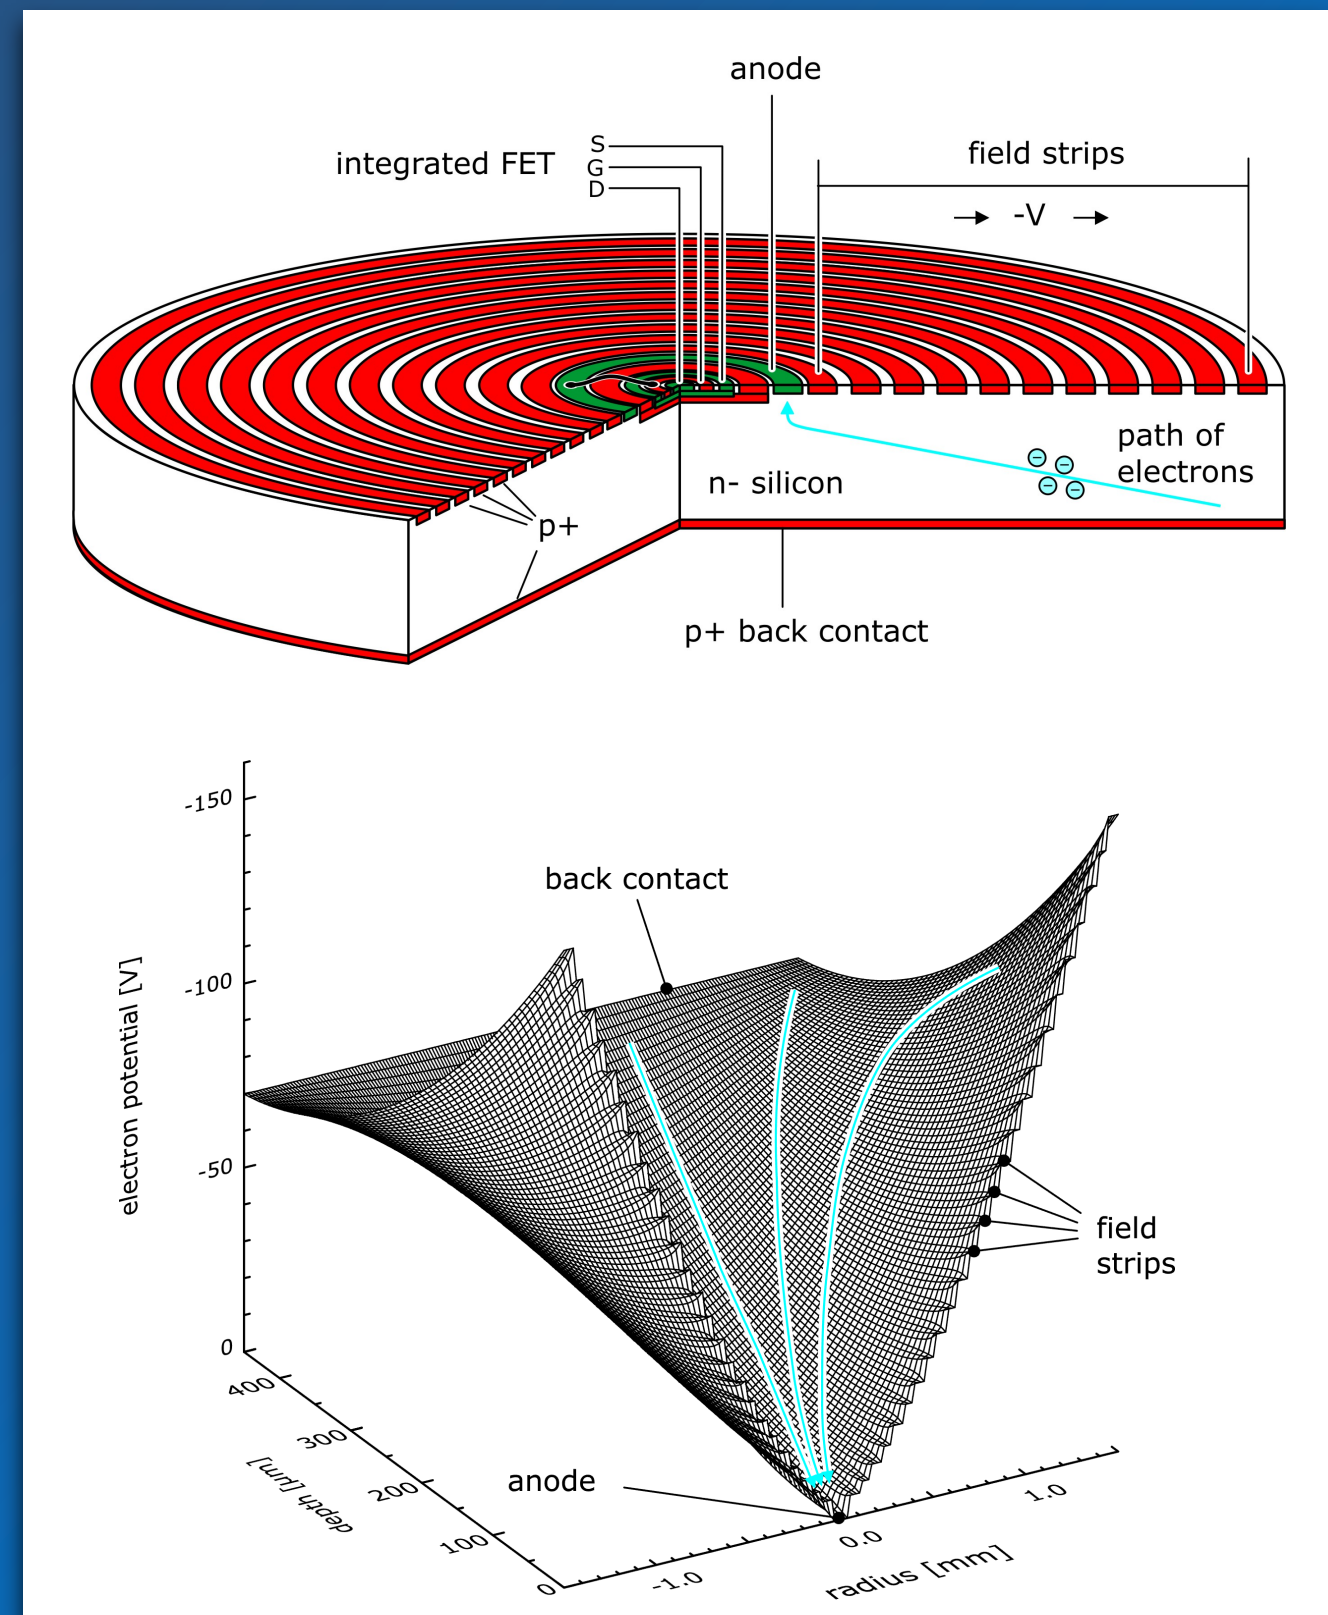 anode
integrated FET
S
G
D
field strips
-V
path of
electrons
n- silicon
p+
p+ back contact
-150
-100
-50
0
electron potential [V]
back contact
field
strips
anode
400
300
200
100
0
depth [µm]
-1.0
0.0
1.0
radius [mm]